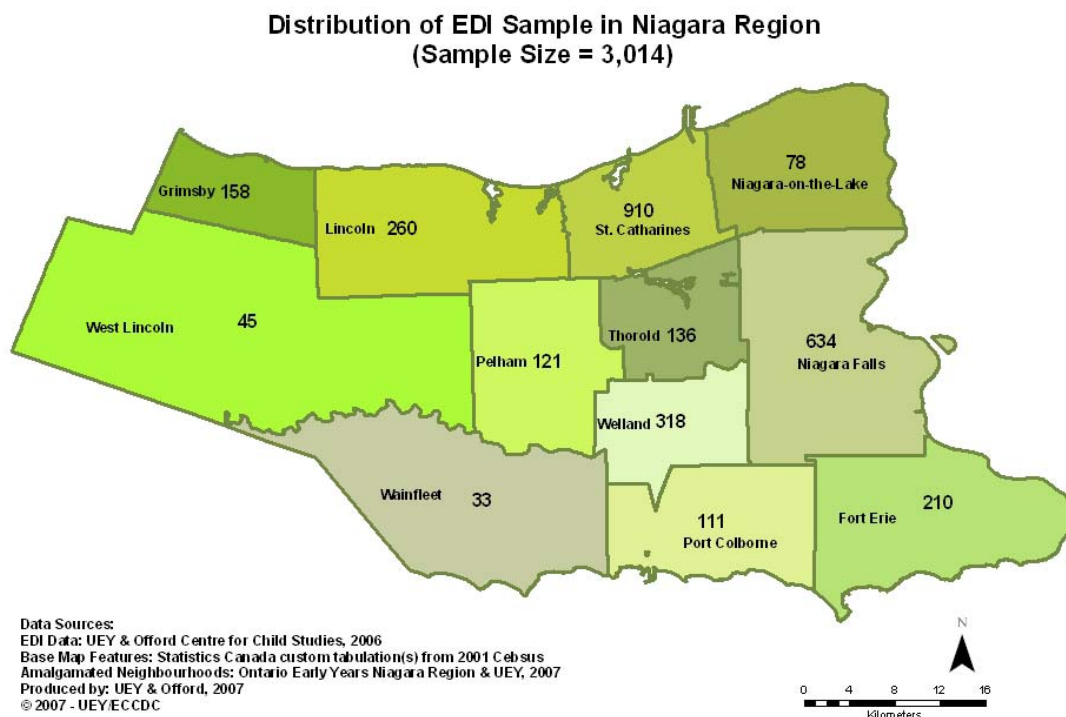 Distribution of EDI Sample in Niagara Region
(Sample Size = 3,014)
78
Niagara-on-the-Lake
Grimsby 158
910
St. Catharines
Lincoln 260
West Lincoln 45
Thorold 136
634
Niagara Falls
Pelham 121
Welland 318
Wainfleet 33
210
Fort Erie
111
Port Colborne
Data Sources:
EDI Data: UEY & Offord Centre for Child Studies, 2006
Base Map Features: Statistics Canada custom tabulation(s) from 2001 Cebsus
Amalgamated Neighbourhoods: Ontario Early Years Niagara Region & UEY, 2007
Produced by: UEY & Offord, 2007
© 2007 - UEY/ECCDC
N
0 2 4 8 12 16
Kilometers